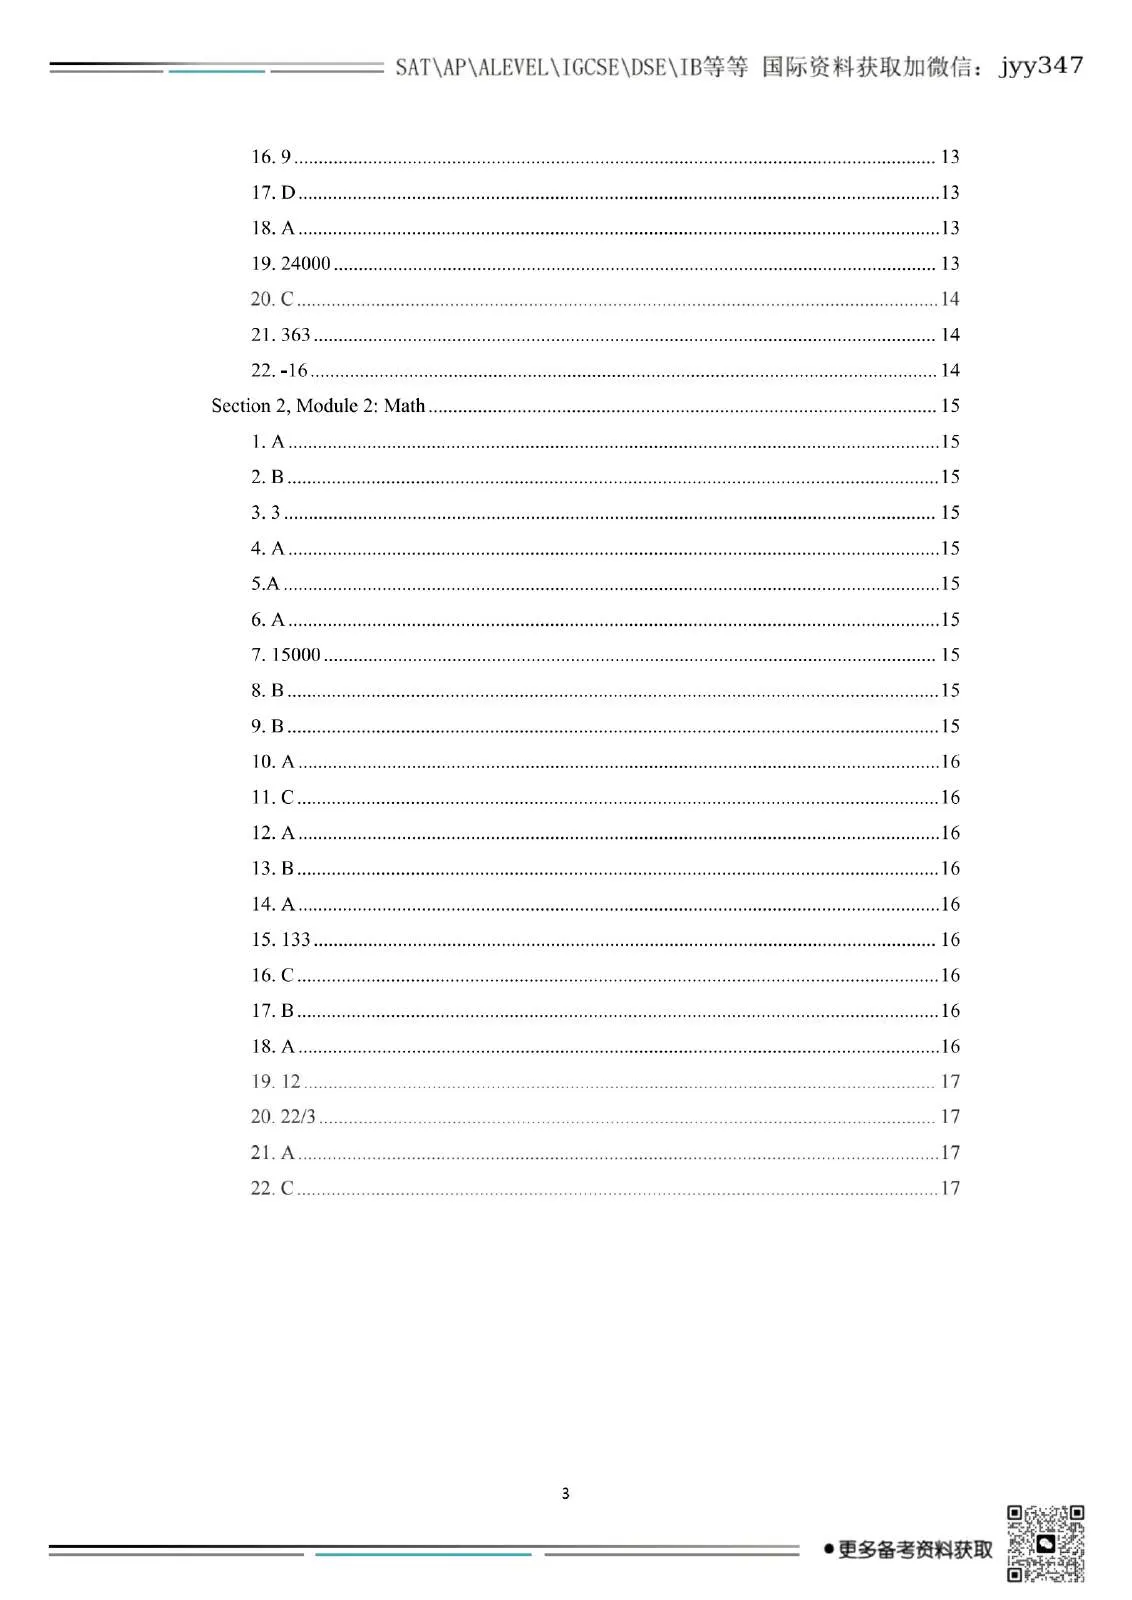 SAT\AP\ALEVEL\IGCSE\DSE\IB等等 国际资料获取加微信：jyy347
16. 9 ........ 13
17. D ........ 13
18. A ........ 13
19. 24000 ........ 13
20. C ........ 14
21. 363 ........ 14
22. -16 ........ 14
Section 2, Module 2: Math ........ 15
1. A ........ 15
2. B ........ 15
3. 3 ........ 15
4. A ........ 15
5.A ........ 15
6. A ........ 15
7. 15000 ........ 15
8. B ........ 15
9. B ........ 15
10. A ........ 16
11. C ........ 16
12. A ........ 16
13. B ........ 16
14. A ........ 16
15. 133 ........ 16
16. C ........ 16
17. B ........ 16
18. A ........ 16
19. 12 ........ 17
20. 22/3 ........ 17
21. A ........ 17
22. C ........ 17
3
●更多备考资料获取